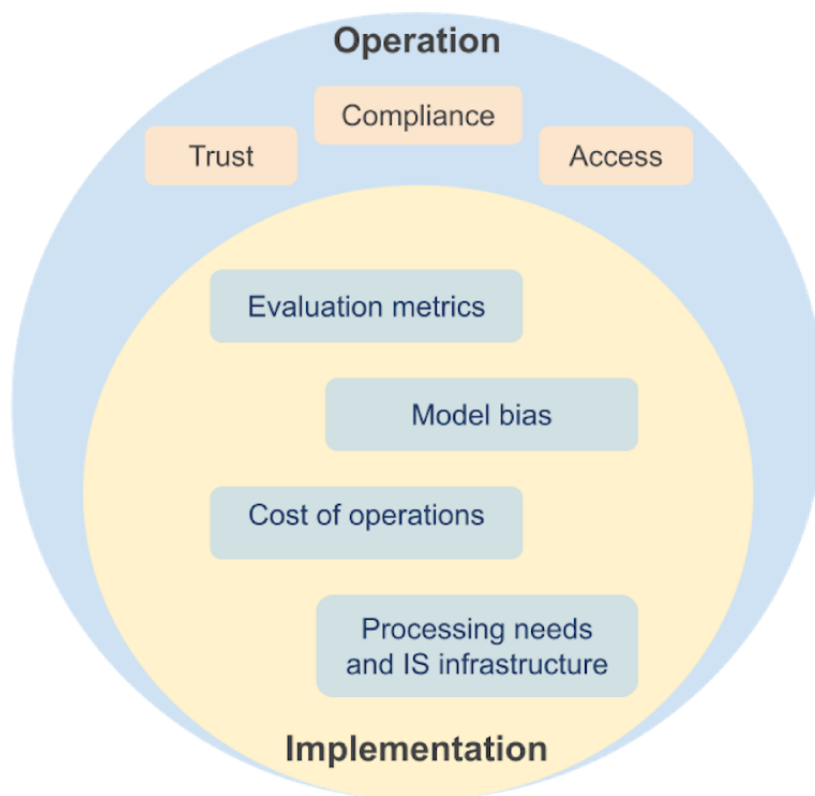 Operation
Compliance
Trust
Access
Evaluation metrics
Model bias
Cost of operations
Processing needs
and IS infrastructure
Implementation